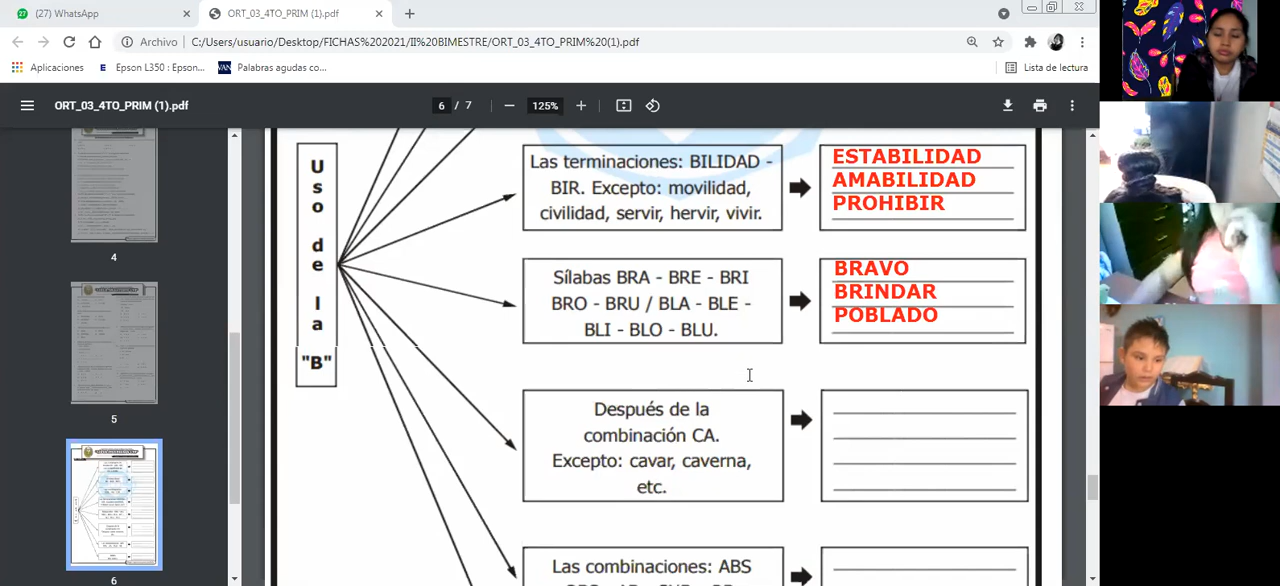 (27) WhatsApp
ORT_03_4TO_PRIM (1).pdf
Archivo
C:/Users/usuario/Desktop/FICHAS%202021/II%20BIMESTRE/ORT_03_4TO_PRIM%20(1).pdf
Aplicaciones
Epson L350 : Epson...
Palabras agudas co...
Lista de lectura
ORT_03_4TO_PRIM (1).pdf
6 / 7
125%
4
5
6
Uso de la "B"
Las terminaciones: BILIDAD -
BIR. Excepto: movilidad,
civilidad, servir, hervir, vivir.
ESTABILIDAD
AMABILIDAD
PROHIBIR
Sílabas BRA - BRE - BRI
BRO - BRU / BLA - BLE -
BLI - BLO - BLU.
BRAVO
BRINDAR
POBLADO
Después de la
combinación CA.
Excepto: cavar, caverna,
etc.
Las combinaciones: ABS